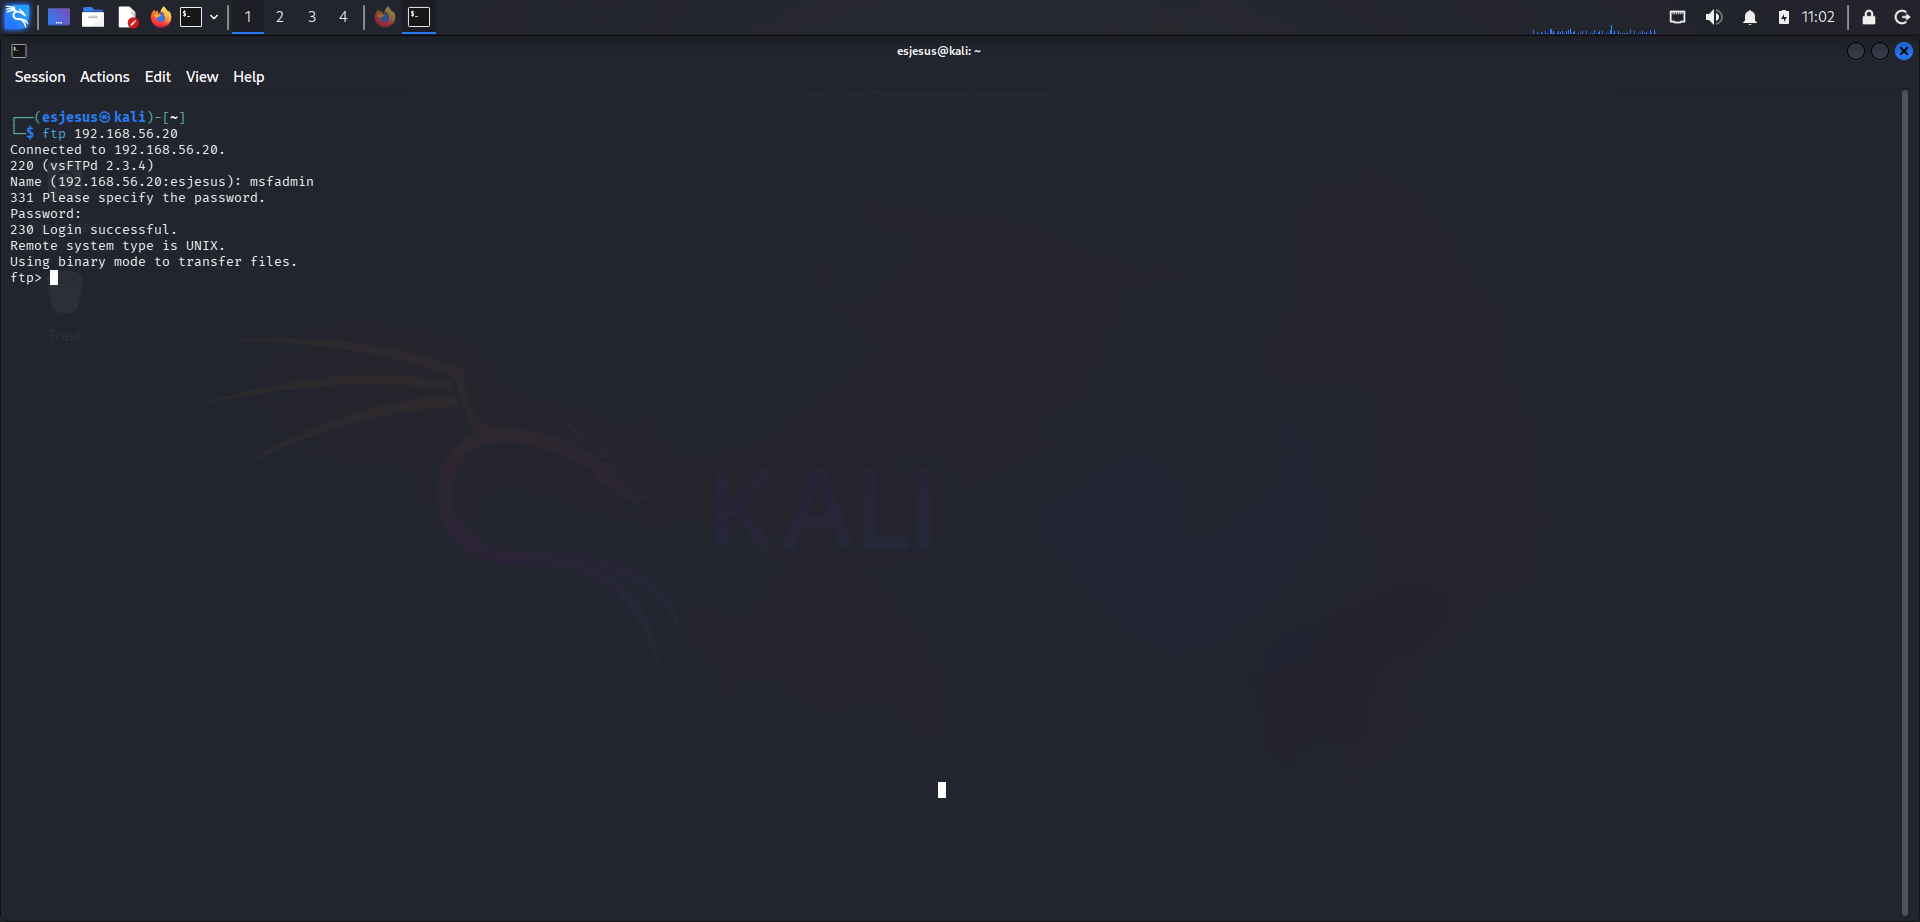 1 2 3 4 11:02
esjesus@kali: ~
Session Actions Edit View Help
┌──(esjesus㉿kali)-[~]
└─$ ftp 192.168.56.20
Connected to 192.168.56.20.
220 (vsFTPd 2.3.4)
Name (192.168.56.20:esjesus): msfadmin
331 Please specify the password.
Password:
230 Login successful.
Remote system type is UNIX.
Using binary mode to transfer files.
ftp>
Trash
KALI